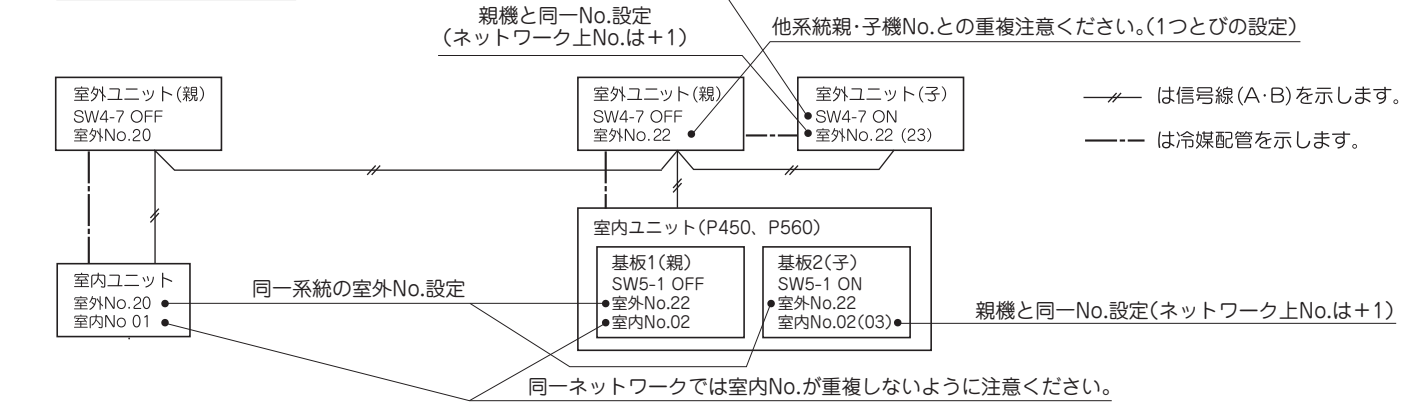 親機と同一No.設定
(ネットワーク上No.は+1)
他系統親・子機No.との重複注意ください。(1つとびの設定)
室外ユニット(親)
SW4-7 OFF
室外No.20
室外ユニット(親)
SW4-7 OFF
室外No.22
室外ユニット(子)
SW4-7 ON
室外No.22 (23)
は信号線(A・B)を示します。
は冷媒配管を示します。
室内ユニット(P450、P560)
室内ユニット
室外No.20
室内No 01
同一系統の室外No.設定
基板1(親)
SW5-1 OFF
室外No.22
室内No.02
基板2(子)
SW5-1 ON
室外No.22
室内No.02(03)
親機と同一No.設定(ネットワーク上No.は+1)
同一ネットワークでは室内No.が重複しないように注意ください。